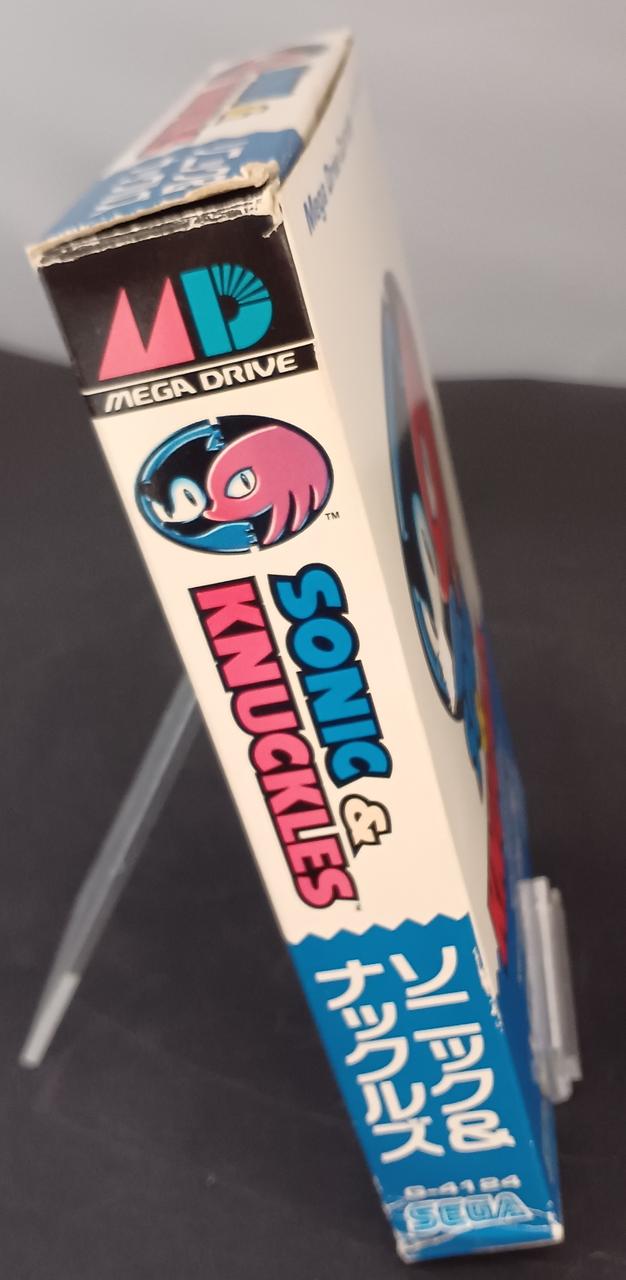 MD
MEGA DRIVE
TM
SONIC &
KNUCKLES
ソニック&
ナックルズ
G-4124
SEGA
Mega Drive